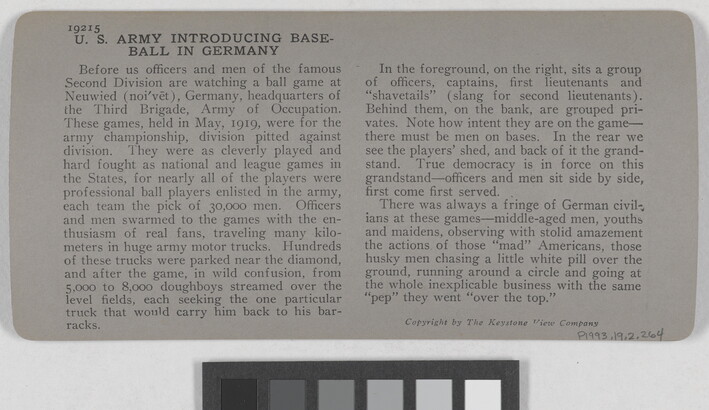 19215
U. S. ARMY INTRODUCING BASE-
BALL IN GERMANY
Before us officers and men of the famous
Second Division are watching a ball game at
Neuwied (noi'vēt), Germany, headquarters of
the Third Brigade, Army of Occupation.
These games, held in May, 1919, were for the
army championship, division pitted against
division. They were as cleverly played and
hard fought as national and league games in
the States, for nearly all of the players were
professional ball players enlisted in the army,
each team the pick of 30,000 men. Officers
and men swarmed to the games with the en-
thusiasm of real fans, traveling many kilo-
meters in huge army motor trucks. Hundreds
of these trucks were parked near the diamond,
and after the game, in wild confusion, from
5,000 to 8,000 doughboys streamed over the
level fields, each seeking the one particular
truck that would carry him back to his bar-
racks.
In the foreground, on the right, sits a group
of officers, captains, first lieutenants and
"shavetails" (slang for second lieutenants).
Behind them, on the bank, are grouped pri-
vates. Note how intent they are on the game—
there must be men on bases. In the rear we
see the players' shed, and back of it the grand-
stand. True democracy is in force on this
grandstand—officers and men sit side by side,
first come first served.
There was always a fringe of German civil-
ians at these games—middle-aged men, youths
and maidens, observing with stolid amazement
the actions of those "mad" Americans, those
husky men chasing a little white pill over the
ground, running around a circle and going at
the whole inexplicable business with the same
"pep" they went "over the top."
Copyright by The Keystone View Company
P1993.19.2.264